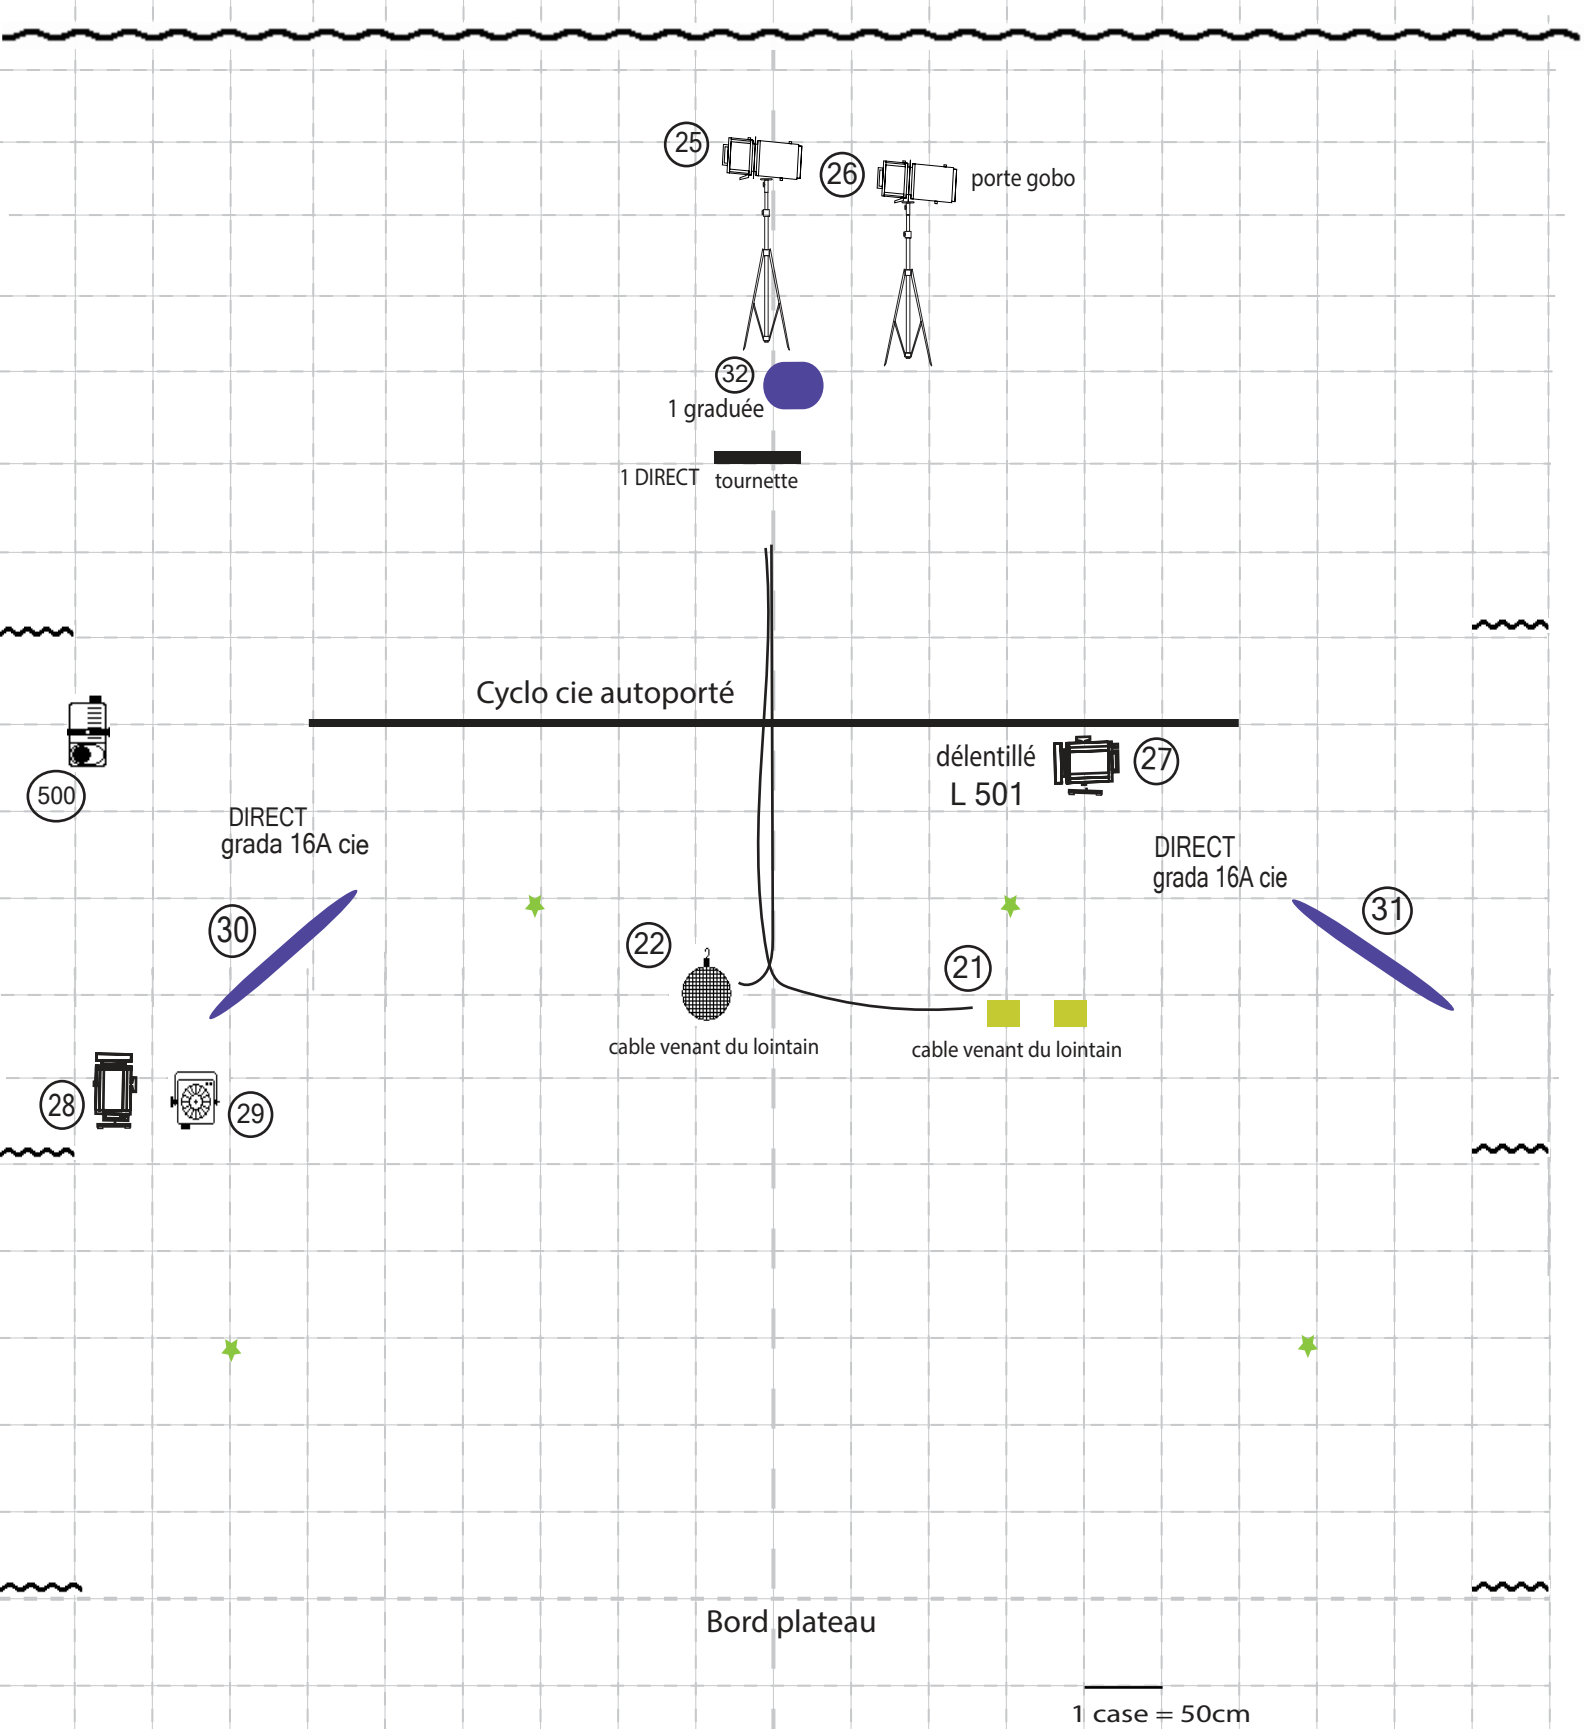 25
26
porte gobo
32
1 graduée
1 DIRECT
tournette
Cyclo cie autoporté
délentillé
L 501
27
500
DIRECT
grada 16A cie
DIRECT
grada 16A cie
30
31
22
21
cable venant du lointain
cable venant du lointain
28
29
Bord plateau
1 case = 50cm